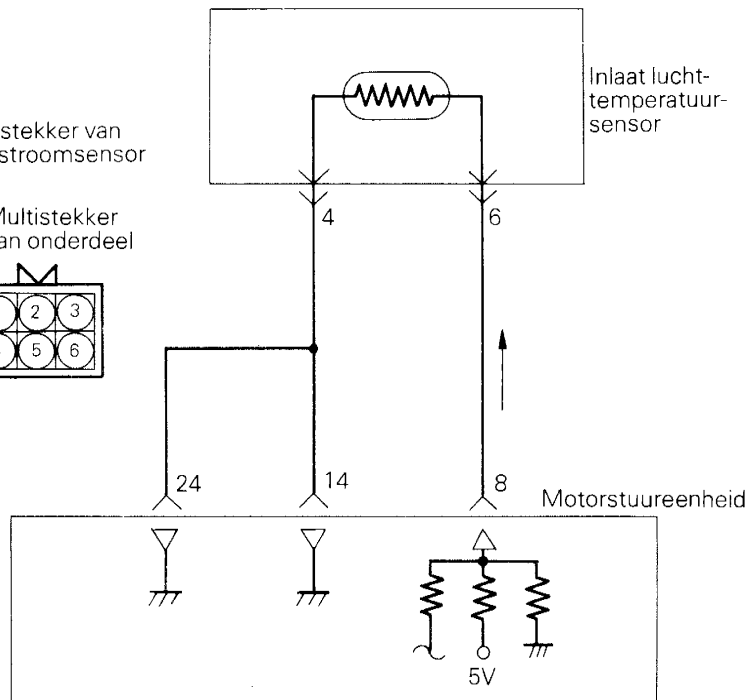 Inlaat lucht-
temperatuur-
sensor
stekker van
stroomsensor
Multistekker
an onderdeel
4
6
2
3
5
6
24
14
8
Motorstuureenheid
5V